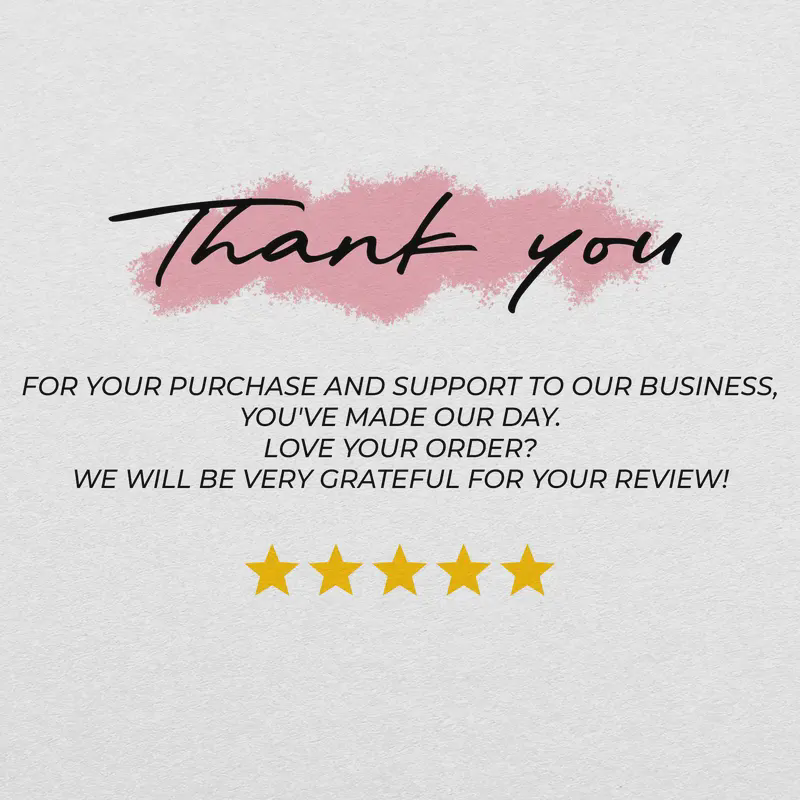 Thank you
FOR YOUR PURCHASE AND SUPPORT TO OUR BUSINESS,
YOU'VE MADE OUR DAY.
LOVE YOUR ORDER?
WE WILL BE VERY GRATEFUL FOR YOUR REVIEW!